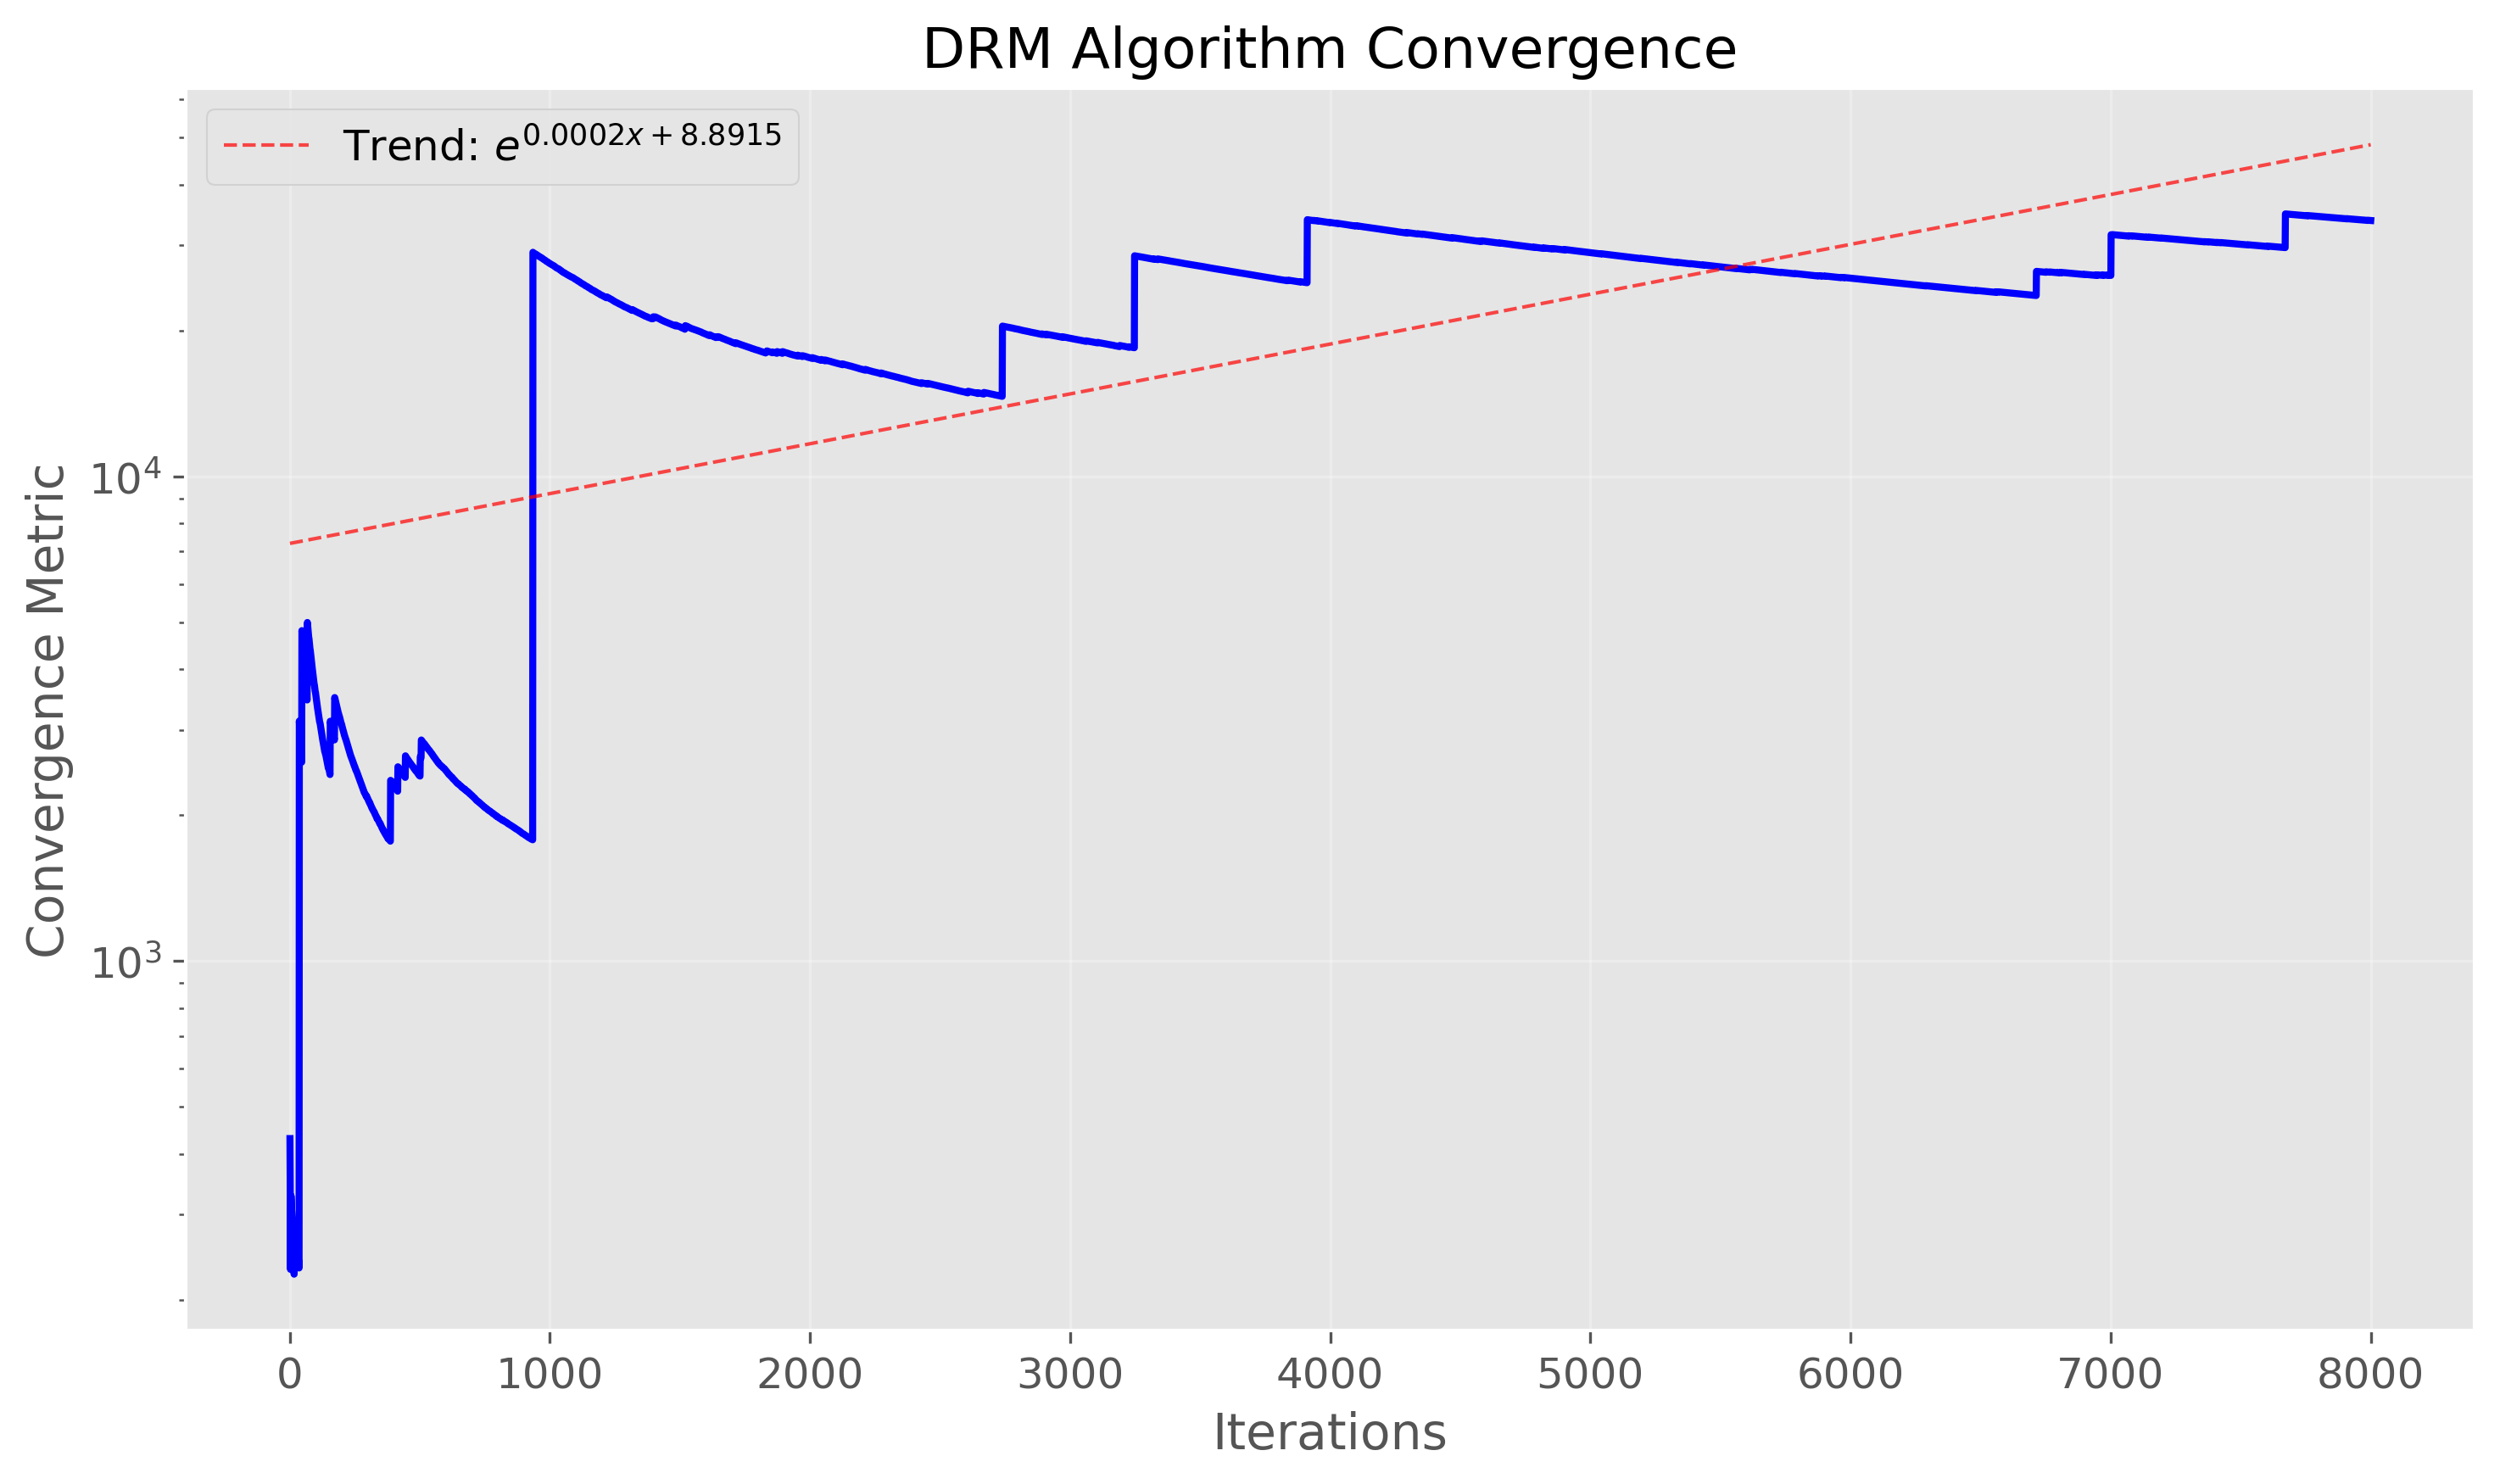 DRM Algorithm Convergence
Trend: e^{0.0002x + 8.8915}
Convergence Metric
10^4
10^3
0 1000 2000 3000 4000 5000 6000 7000 8000
Iterations